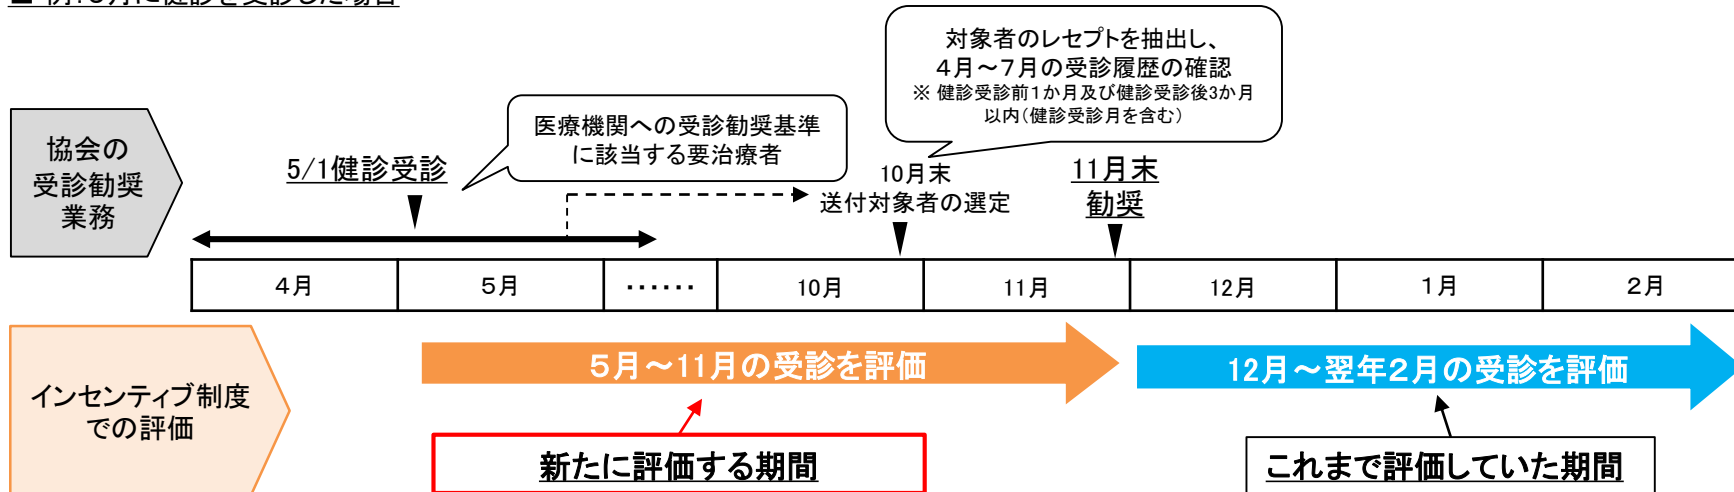 対象者のレセプトを抽出し、
4月～7月の受診履歴の確認
※ 健診受診前1か月及び健診受診後3か月
以内(健診受診月を含む)
医療機関への受診勧奨基準
に該当する要治療者
協会の
受診勧奨
業務
5/1健診受診
10月末
送付対象者の選定
11月末
勧奨
4月
5月
……
10月
11月
12月
1月
2月
インセンティブ制度
での評価
5月～11月の受診を評価
12月～翌年2月の受診を評価
新たに評価する期間
これまで評価していた期間